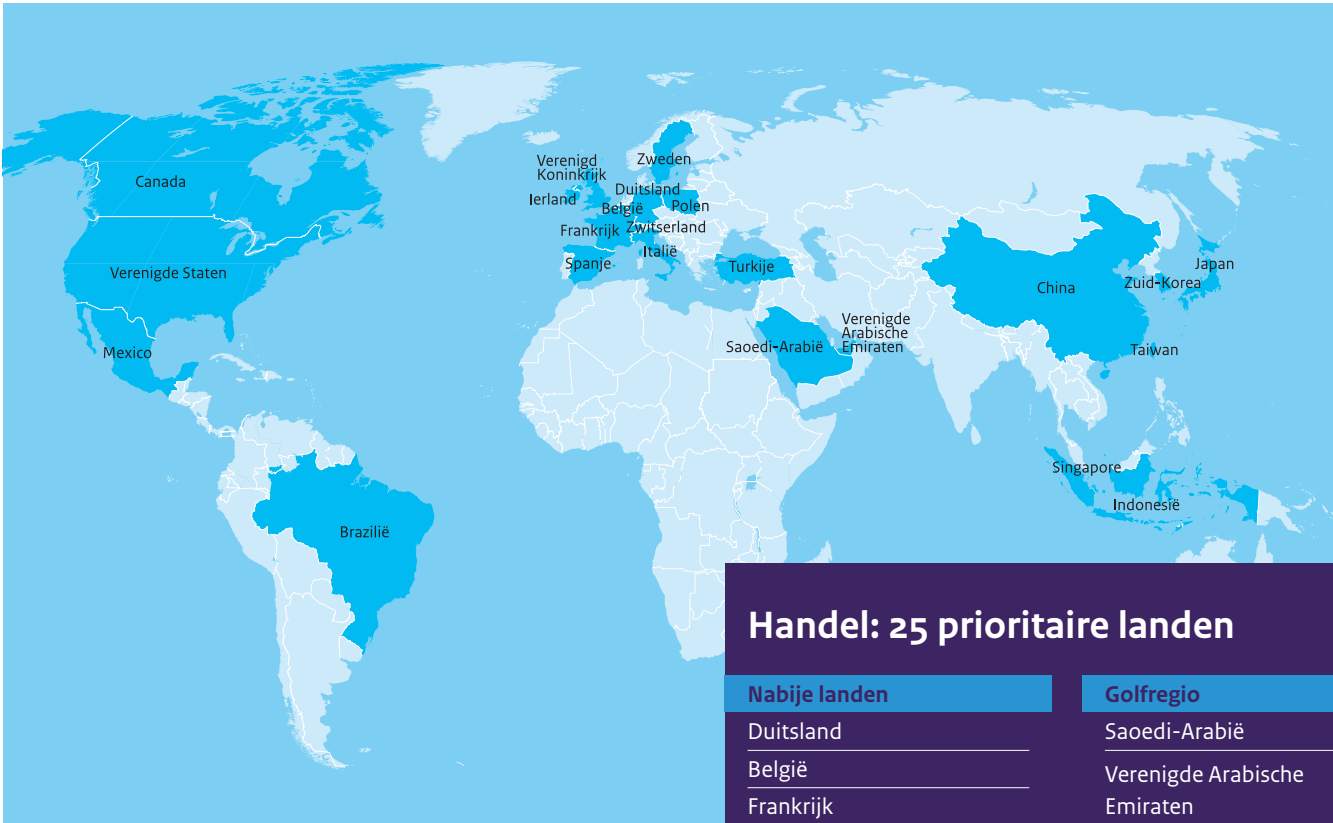 Canada
Verenigde Staten
Mexico
Brazilië
Verenigd
Koninkrijk
Ierland
Zweden
Duitsland
België
Polen
Frankrijk
Zwitserland
Italië
Spanje
Turkije
Saoedi-Arabië
Verenigde
Arabische
Emiraten
China
Japan
Zuid-Korea
Taiwan
Singapore
Indonesië
Handel: 25 prioritaire landen
Nabije landen
Duitsland
België
Frankrijk
Golfregio
Saoedi-Arabië
Verenigde Arabische
Emiraten